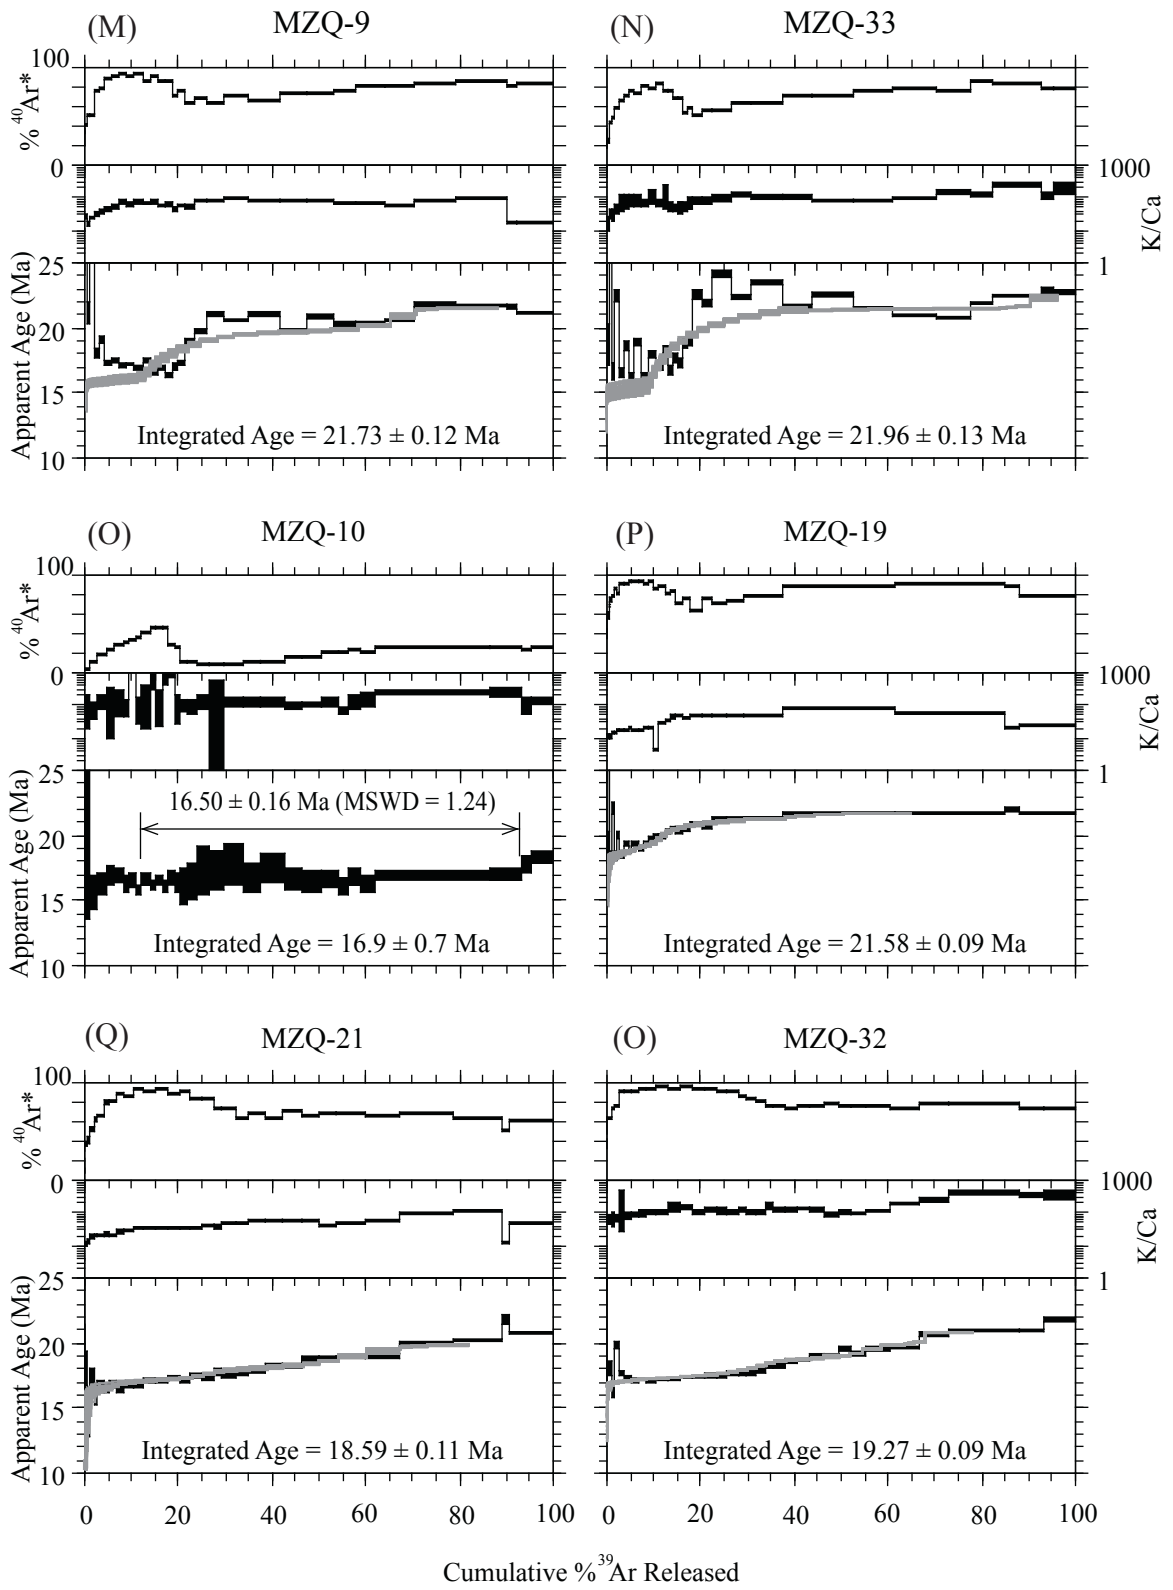 (M) MZQ-9 (N) MZQ-33
100
% ⁴⁰Ar*
0 1000
K/Ca
25 1
Apparent Age (Ma)
20
15
Integrated Age = 21.73 ± 0.12 Ma Integrated Age = 21.96 ± 0.13 Ma
10
(O) MZQ-10 (P) MZQ-19
100
% ⁴⁰Ar*
0 1000
K/Ca
25 1
Apparent Age (Ma)
16.50 ± 0.16 Ma (MSWD = 1.24)
20
15
Integrated Age = 16.9 ± 0.7 Ma Integrated Age = 21.58 ± 0.09 Ma
10
(Q) MZQ-21 (O) MZQ-32
100
% ⁴⁰Ar*
0 1000
K/Ca
25 1
Apparent Age (Ma)
20
15
Integrated Age = 18.59 ± 0.11 Ma Integrated Age = 19.27 ± 0.09 Ma
10
0 20 40 60 80 100 0 20 40 60 80 100
Cumulative % ³⁹Ar Released